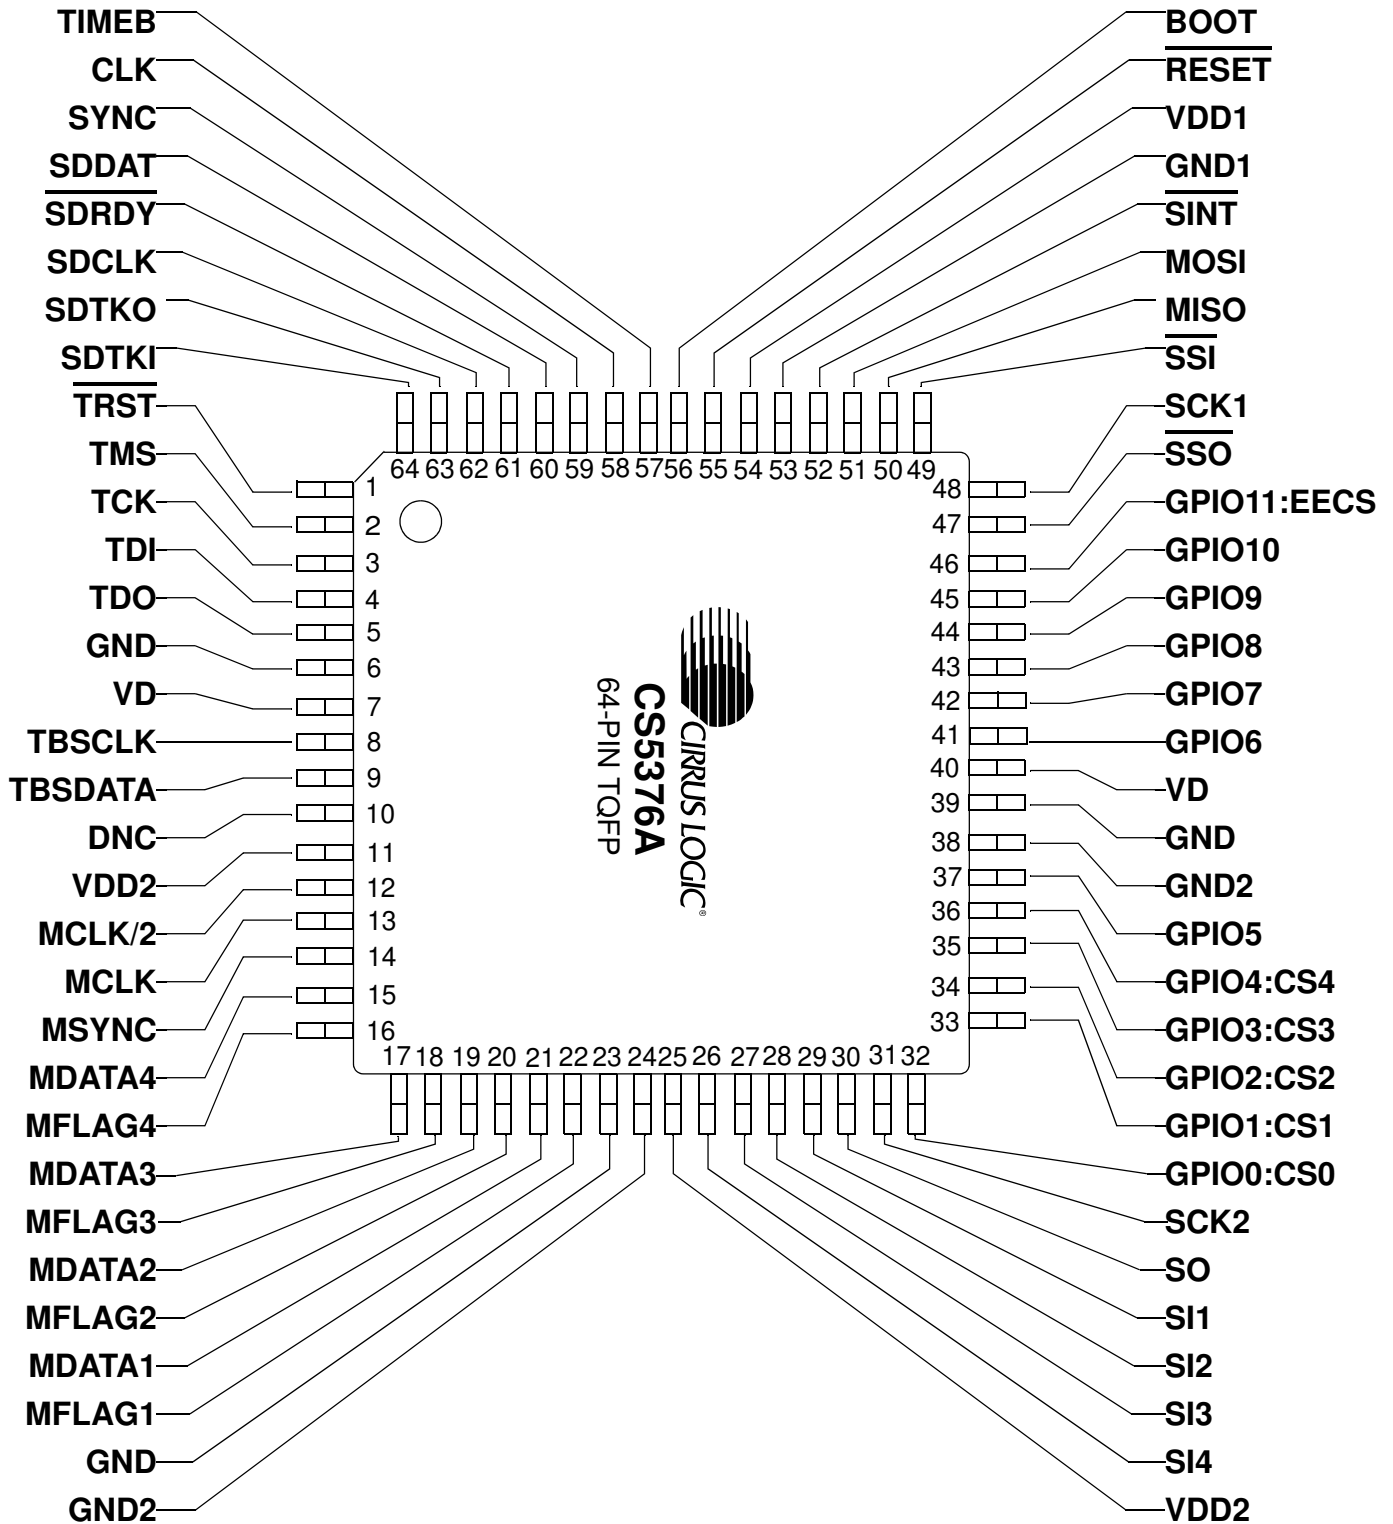 TIMEB
CLK
SYNC
SDDAT
SDRDY
SDCLK
SDTKO
SDTKI
TRST
TMS
TCK
TDI
TDO
GND
VD
TBSCLK
TBSDATA
DNC
VDD2
MCLK/2
MCLK
MSYNC
MDATA4
MFLAG4
MDATA3
MFLAG3
MDATA2
MFLAG2
MDATA1
MFLAG1
GND
GND2
64 63 62 61 60 59 58 57 56 55 54 53 52 51 50 49
1
2
3
4
5
6
7
8
9
10
11
12
13
14
15
16
CIRRUS LOGIC®
CS5376A
64-PIN TQFP
48
47
46
45
44
43
42
41
40
39
38
37
36
35
34
33
17 18 19 20 21 22 23 24 25 26 27 28 29 30 31 32
BOOT
RESET
VDD1
GND1
SINT
MOSI
MISO
SSI
SCK1
SSO
GPIO11:EECS
GPIO10
GPIO9
GPIO8
GPIO7
GPIO6
VD
GND
GND2
GPIO5
GPIO4:CS4
GPIO3:CS3
GPIO2:CS2
GPIO1:CS1
GPIO0:CS0
SCK2
SO
SI1
SI2
SI3
SI4
VDD2